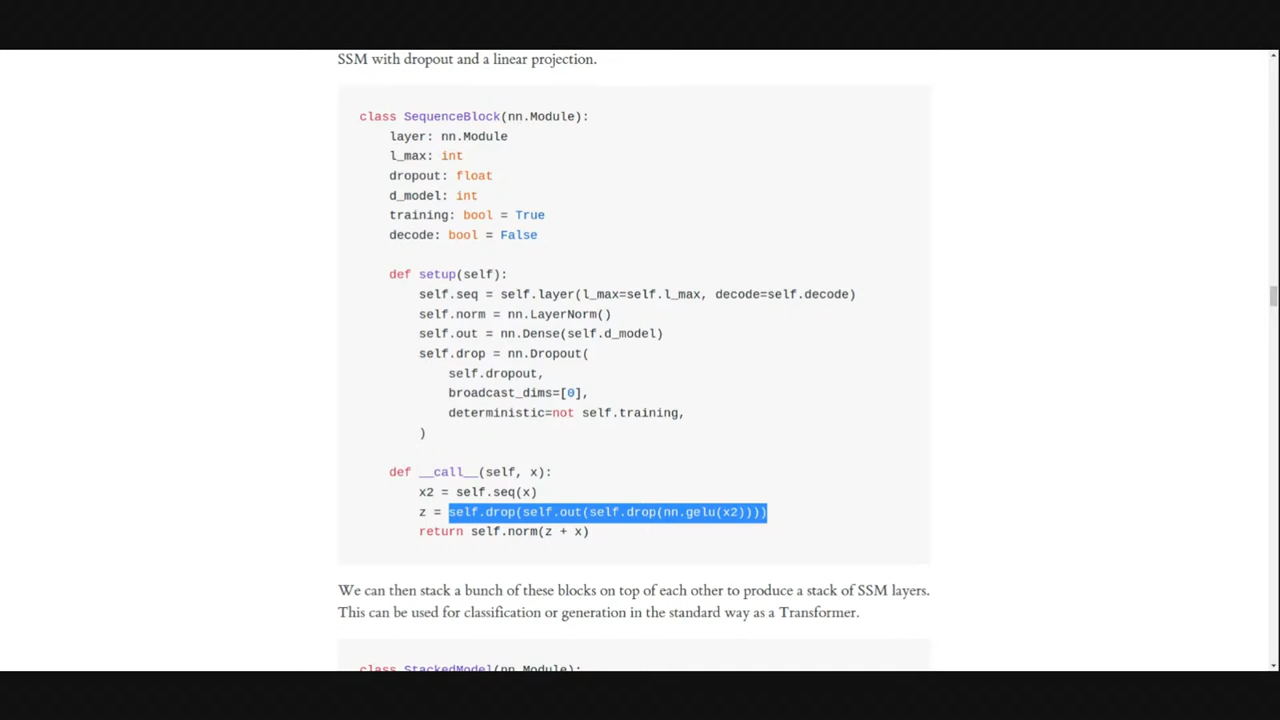 SSM with dropout and a linear projection.
class SequenceBlock(nn.Module):
layer: nn.Module
l_max: int
dropout: float
d_model: int
training: bool = True
decode: bool = False
def setup(self):
self.seq = self.layer(l_max=self.l_max, decode=self.decode)
self.norm = nn.LayerNorm()
self.out = nn.Dense(self.d_model)
self.drop = nn.Dropout(
self.dropout,
broadcast_dims=[0],
deterministic=not self.training,
)
def __call__(self, x):
x2 = self.seq(x)
z = self.drop(self.out(self.drop(nn.gelu(x2))))
return self.norm(z + x)
We can then stack a bunch of these blocks on top of each other to produce a stack of SSM layers.
This can be used for classification or generation in the standard way as a Transformer.
class StackedModel(nn.Module):